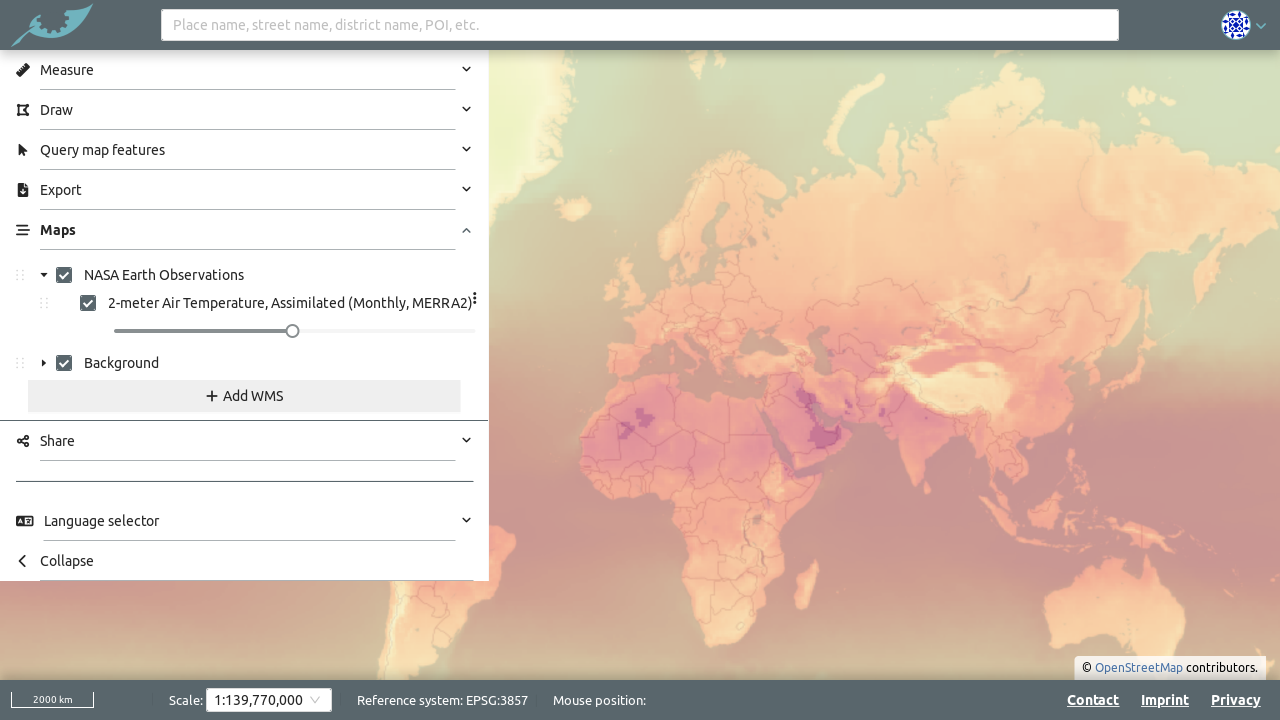 Place name, street name, district name, POI, etc.
Measure
Draw
Query map features
Export
Maps
NASA Earth Observations
2-meter Air Temperature, Assimilated (Monthly, MERRA2)
Background
Add WMS
Share
Language selector
Collapse
© OpenStreetMap contributors.
2000 km
Scale: 1:139,770,000
Reference system: EPSG:3857
Mouse position:
Contact
Imprint
Privacy